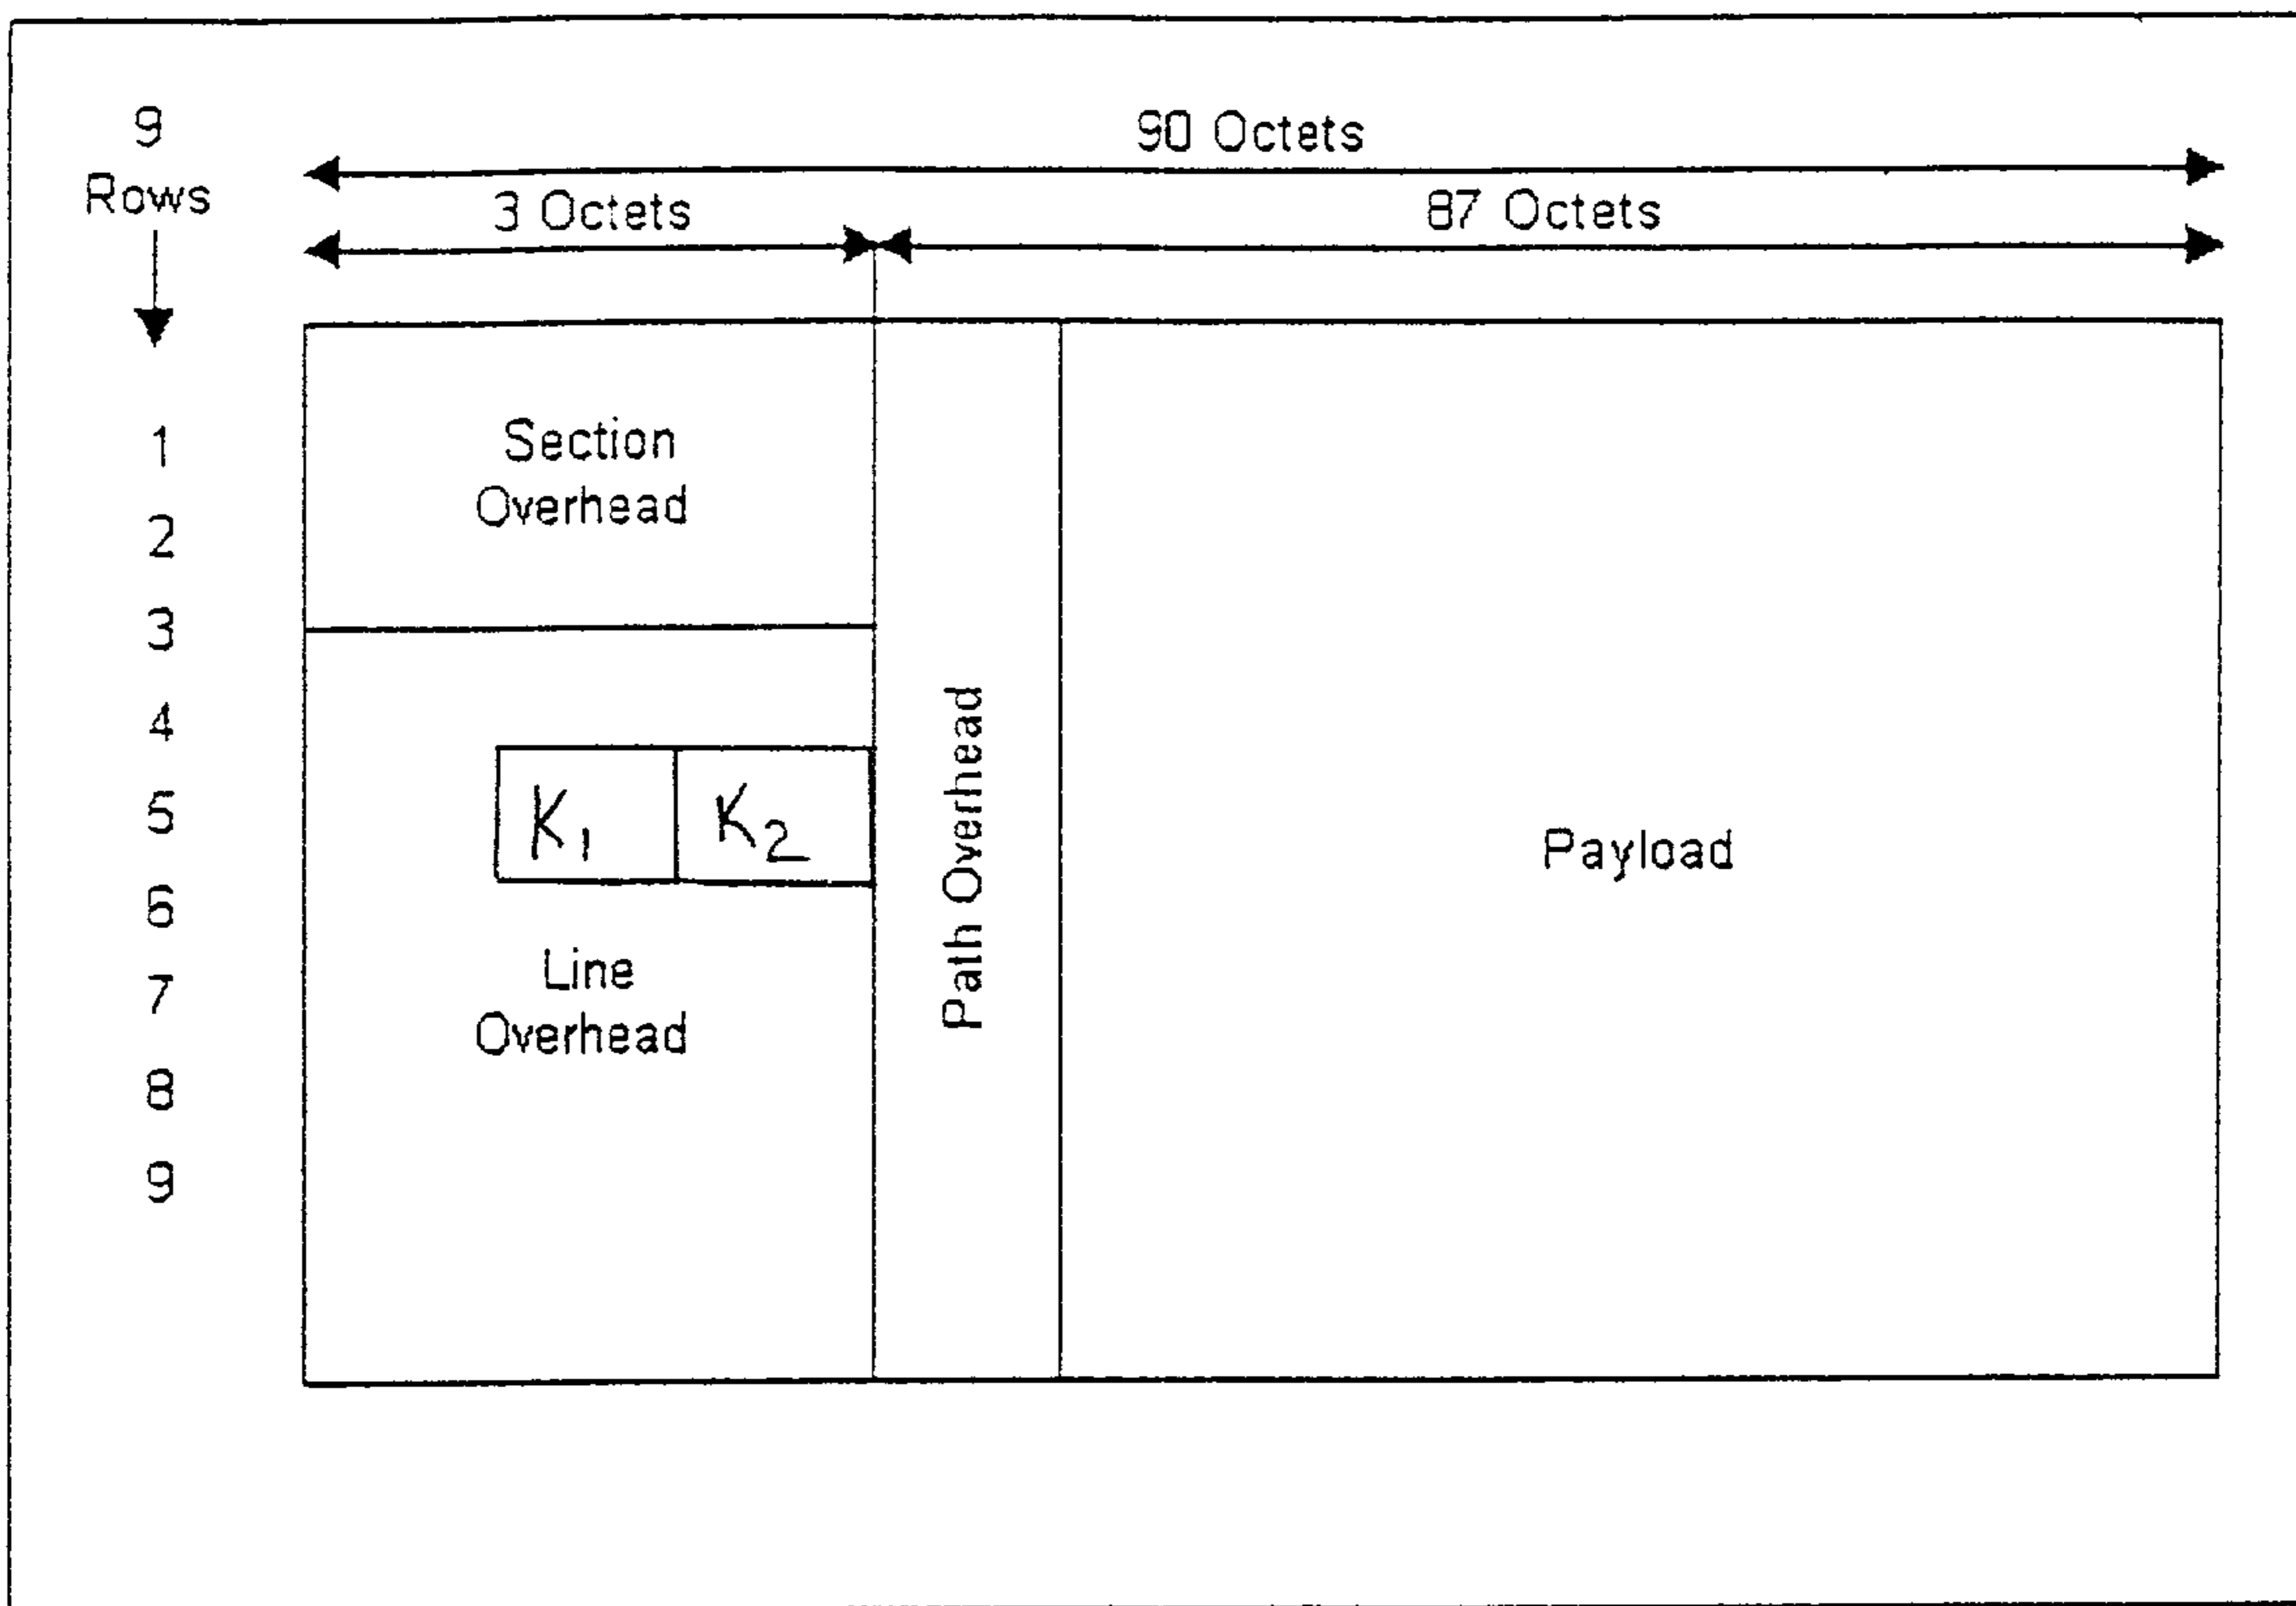 9
Rows
90 Octets
3 Octets
87 Octets
1
2
3
4
5
6
7
8
9
Section
Overhead
K1
K2
Line
Overhead
Path Overhead
Payload